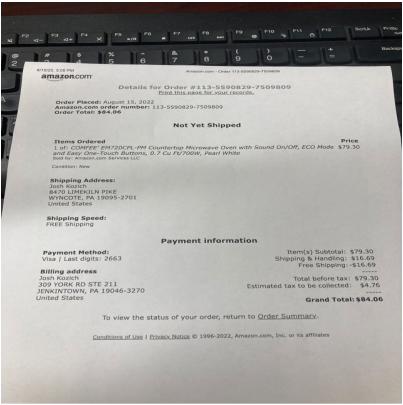 amazon.com
Amazon.com - Order 113-5590829-7509809
Details for Order #113-5590829-7509809
Print this page for your records.
Order Placed: August 15, 2022
Amazon.com order number: 113-5590829-7509809
Order Total: $84.06
Not Yet Shipped
Items Ordered Price
1 of: COMFEE' EM720CPL-PM Countertop Microwave Oven with Sound On/Off, ECO Mode $79.30
and Easy One-Touch Buttons, 0.7 Cu Ft/700W, Pearl White
Sold by: Amazon.com Services LLC
Condition: New
Shipping Address:
Josh Kozich
8470 LIMEKILN PIKE
WYNCOTE, PA 19095-2701
United States
Shipping Speed:
FREE Shipping
Payment information
Payment Method:
Visa | Last digits: 2663
Billing address
Josh Kozich
309 YORK RD STE 211
JENKINTOWN, PA 19046-3270
United States
Item(s) Subtotal: $79.30
Shipping & Handling: $16.69
Free Shipping: -$16.69
-----
Total before tax: $79.30
Estimated tax to be collected: $4.76
-----
Grand Total: $84.06
To view the status of your order, return to Order Summary.
Conditions of Use | Privacy Notice © 1996-2022, Amazon.com, Inc. or its affiliates